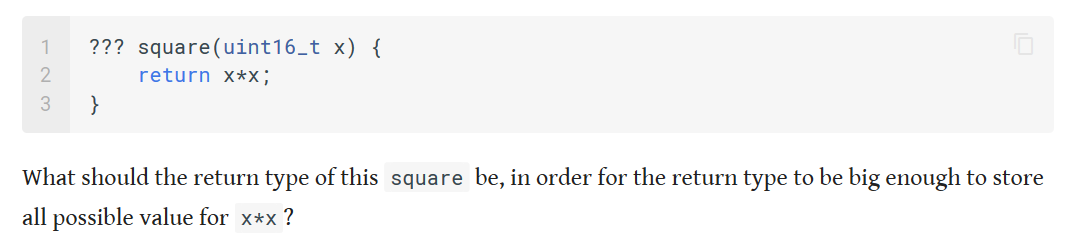 1 ??? square(uint16_t x) {
2 return x*x;
3 }
What should the return type of this square be, in order for the return type to be big enough to store
all possible value for x*x ?